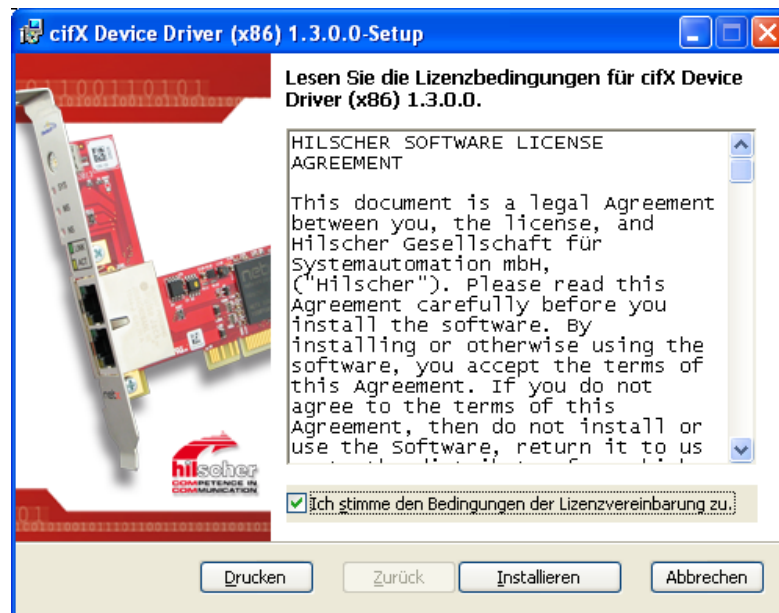 cifX Device Driver (x86) 1.3.0.0-Setup
Lesen Sie die Lizenzbedingungen für cifX Device
Driver (x86) 1.3.0.0.
HILSCHER SOFTWARE LICENSE
AGREEMENT
This document is a legal Agreement
between you, the license, and
Hilscher Gesellschaft für
Systemautomation mbH,
("Hilscher"). Please read this
Agreement carefully before you
install the software. By
installing or otherwise using the
software, you accept the terms of
this Agreement. If you do not
agree to the terms of this
Agreement, then do not install or
use the Software, return it to us
hilscher
COMPETENCE IN
COMMUNICATION
Ich stimme den Bedingungen der Lizenzvereinbarung zu.
Drucken
Zurück
Installieren
Abbrechen